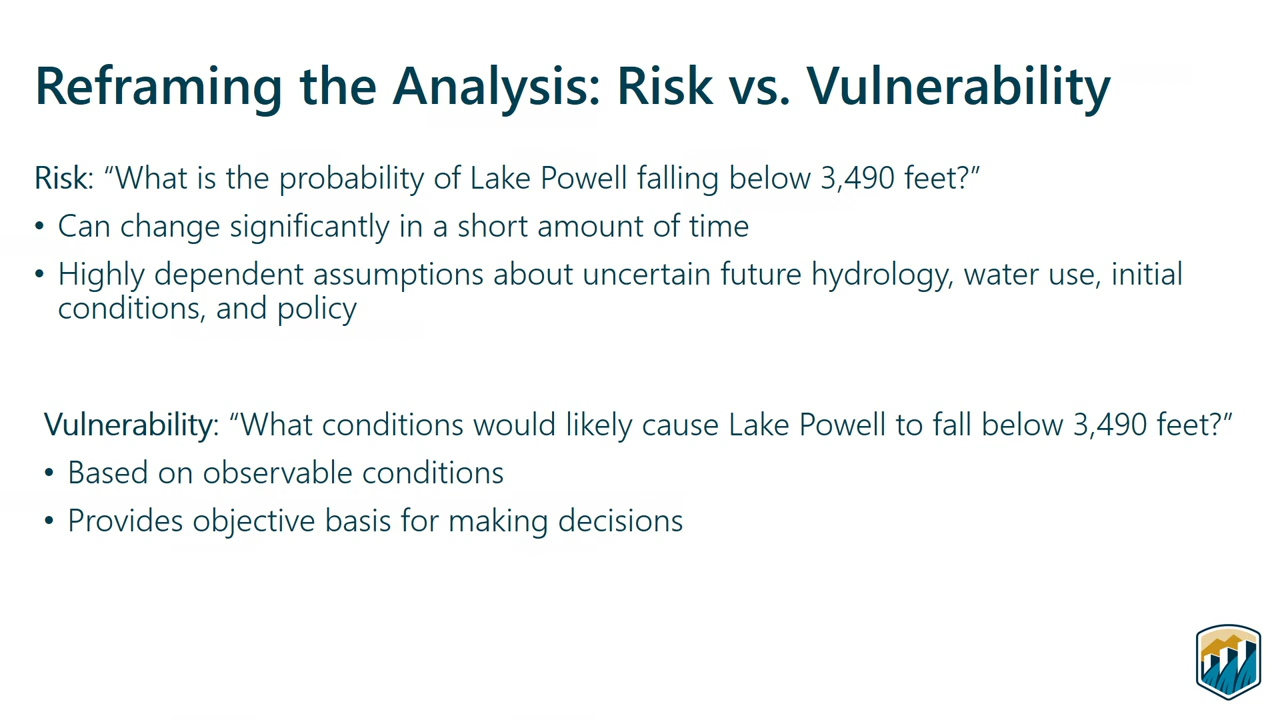 Reframing the Analysis: Risk vs. Vulnerability
Risk: “What is the probability of Lake Powell falling below 3,490 feet?”
• Can change significantly in a short amount of time
• Highly dependent assumptions about uncertain future hydrology, water use, initial
conditions, and policy
Vulnerability: “What conditions would likely cause Lake Powell to fall below 3,490 feet?”
• Based on observable conditions
• Provides objective basis for making decisions